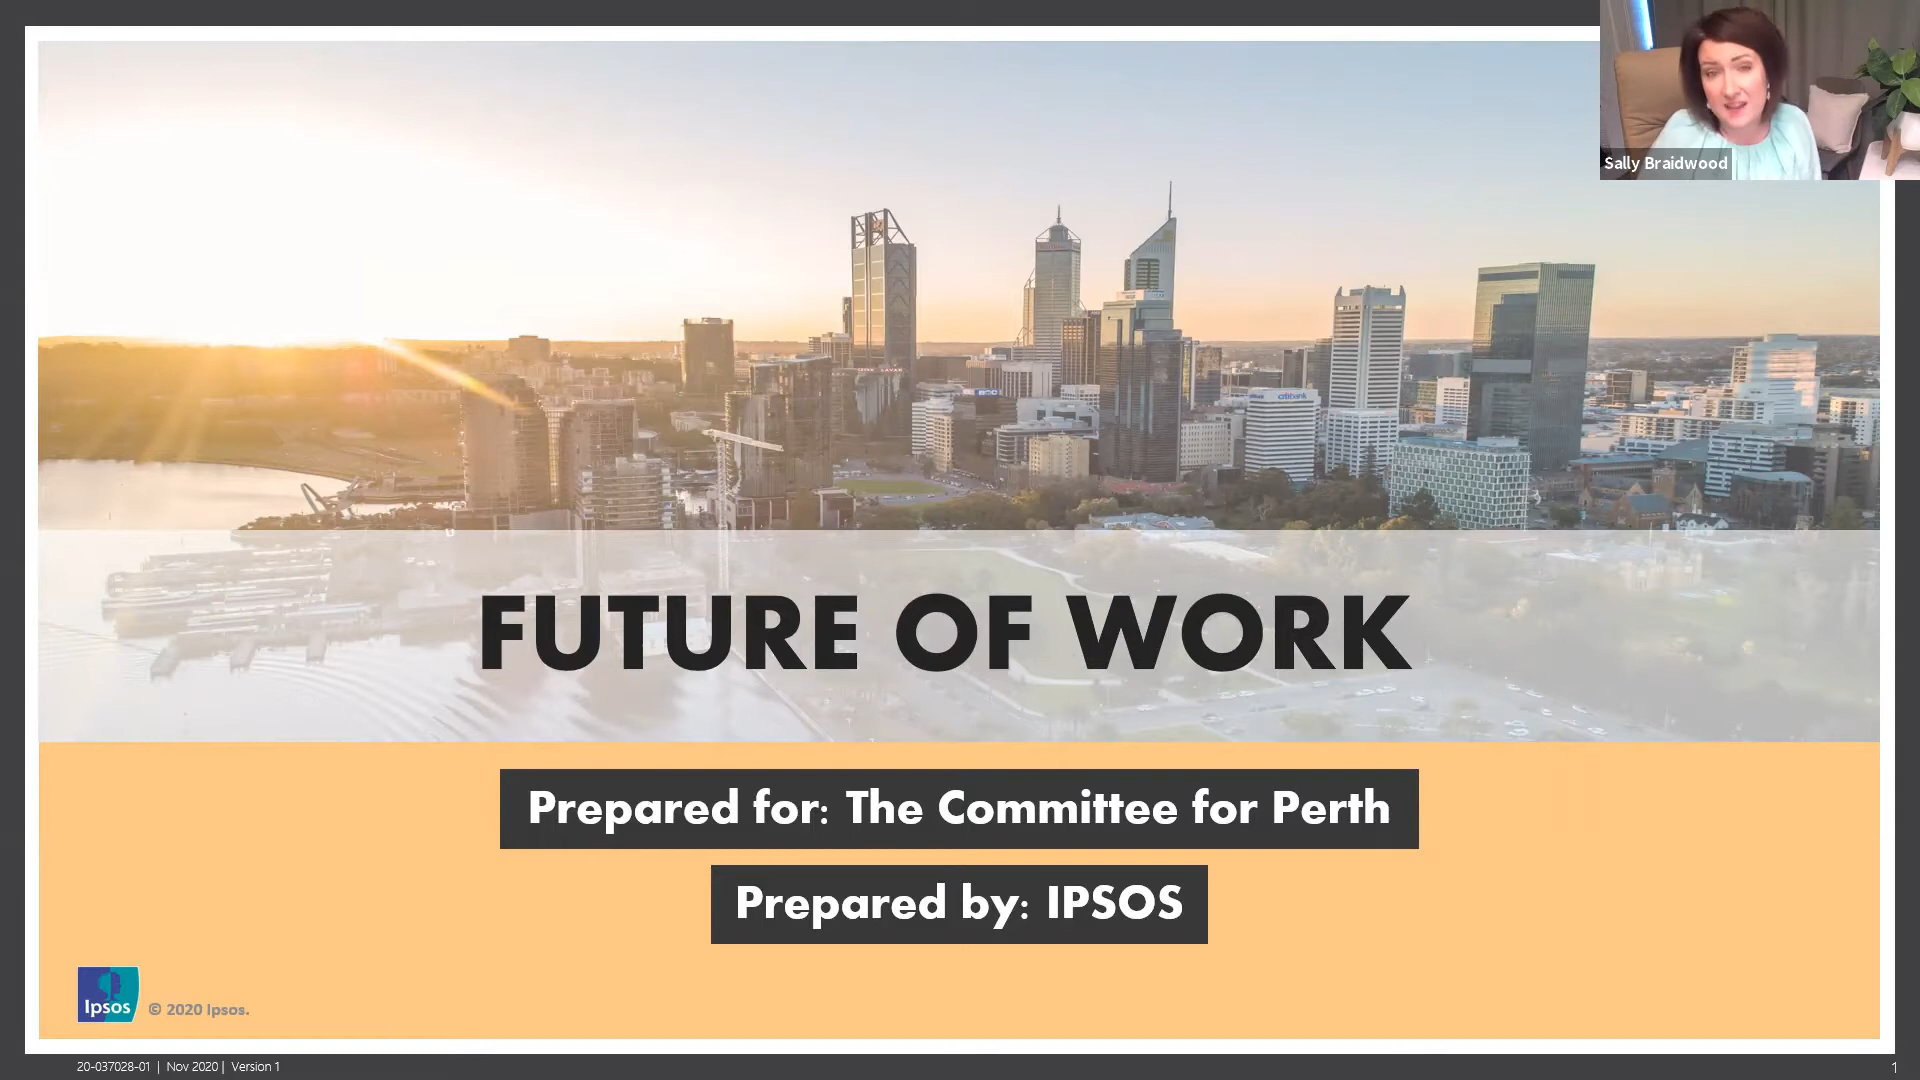 Sally Braidwood
citibank
FUTURE OF WORK
Prepared for: The Committee for Perth
Prepared by: IPSOS
Ipsos
© 2020 Ipsos.
20-037028-01 | Nov 2020 | Version 1
1